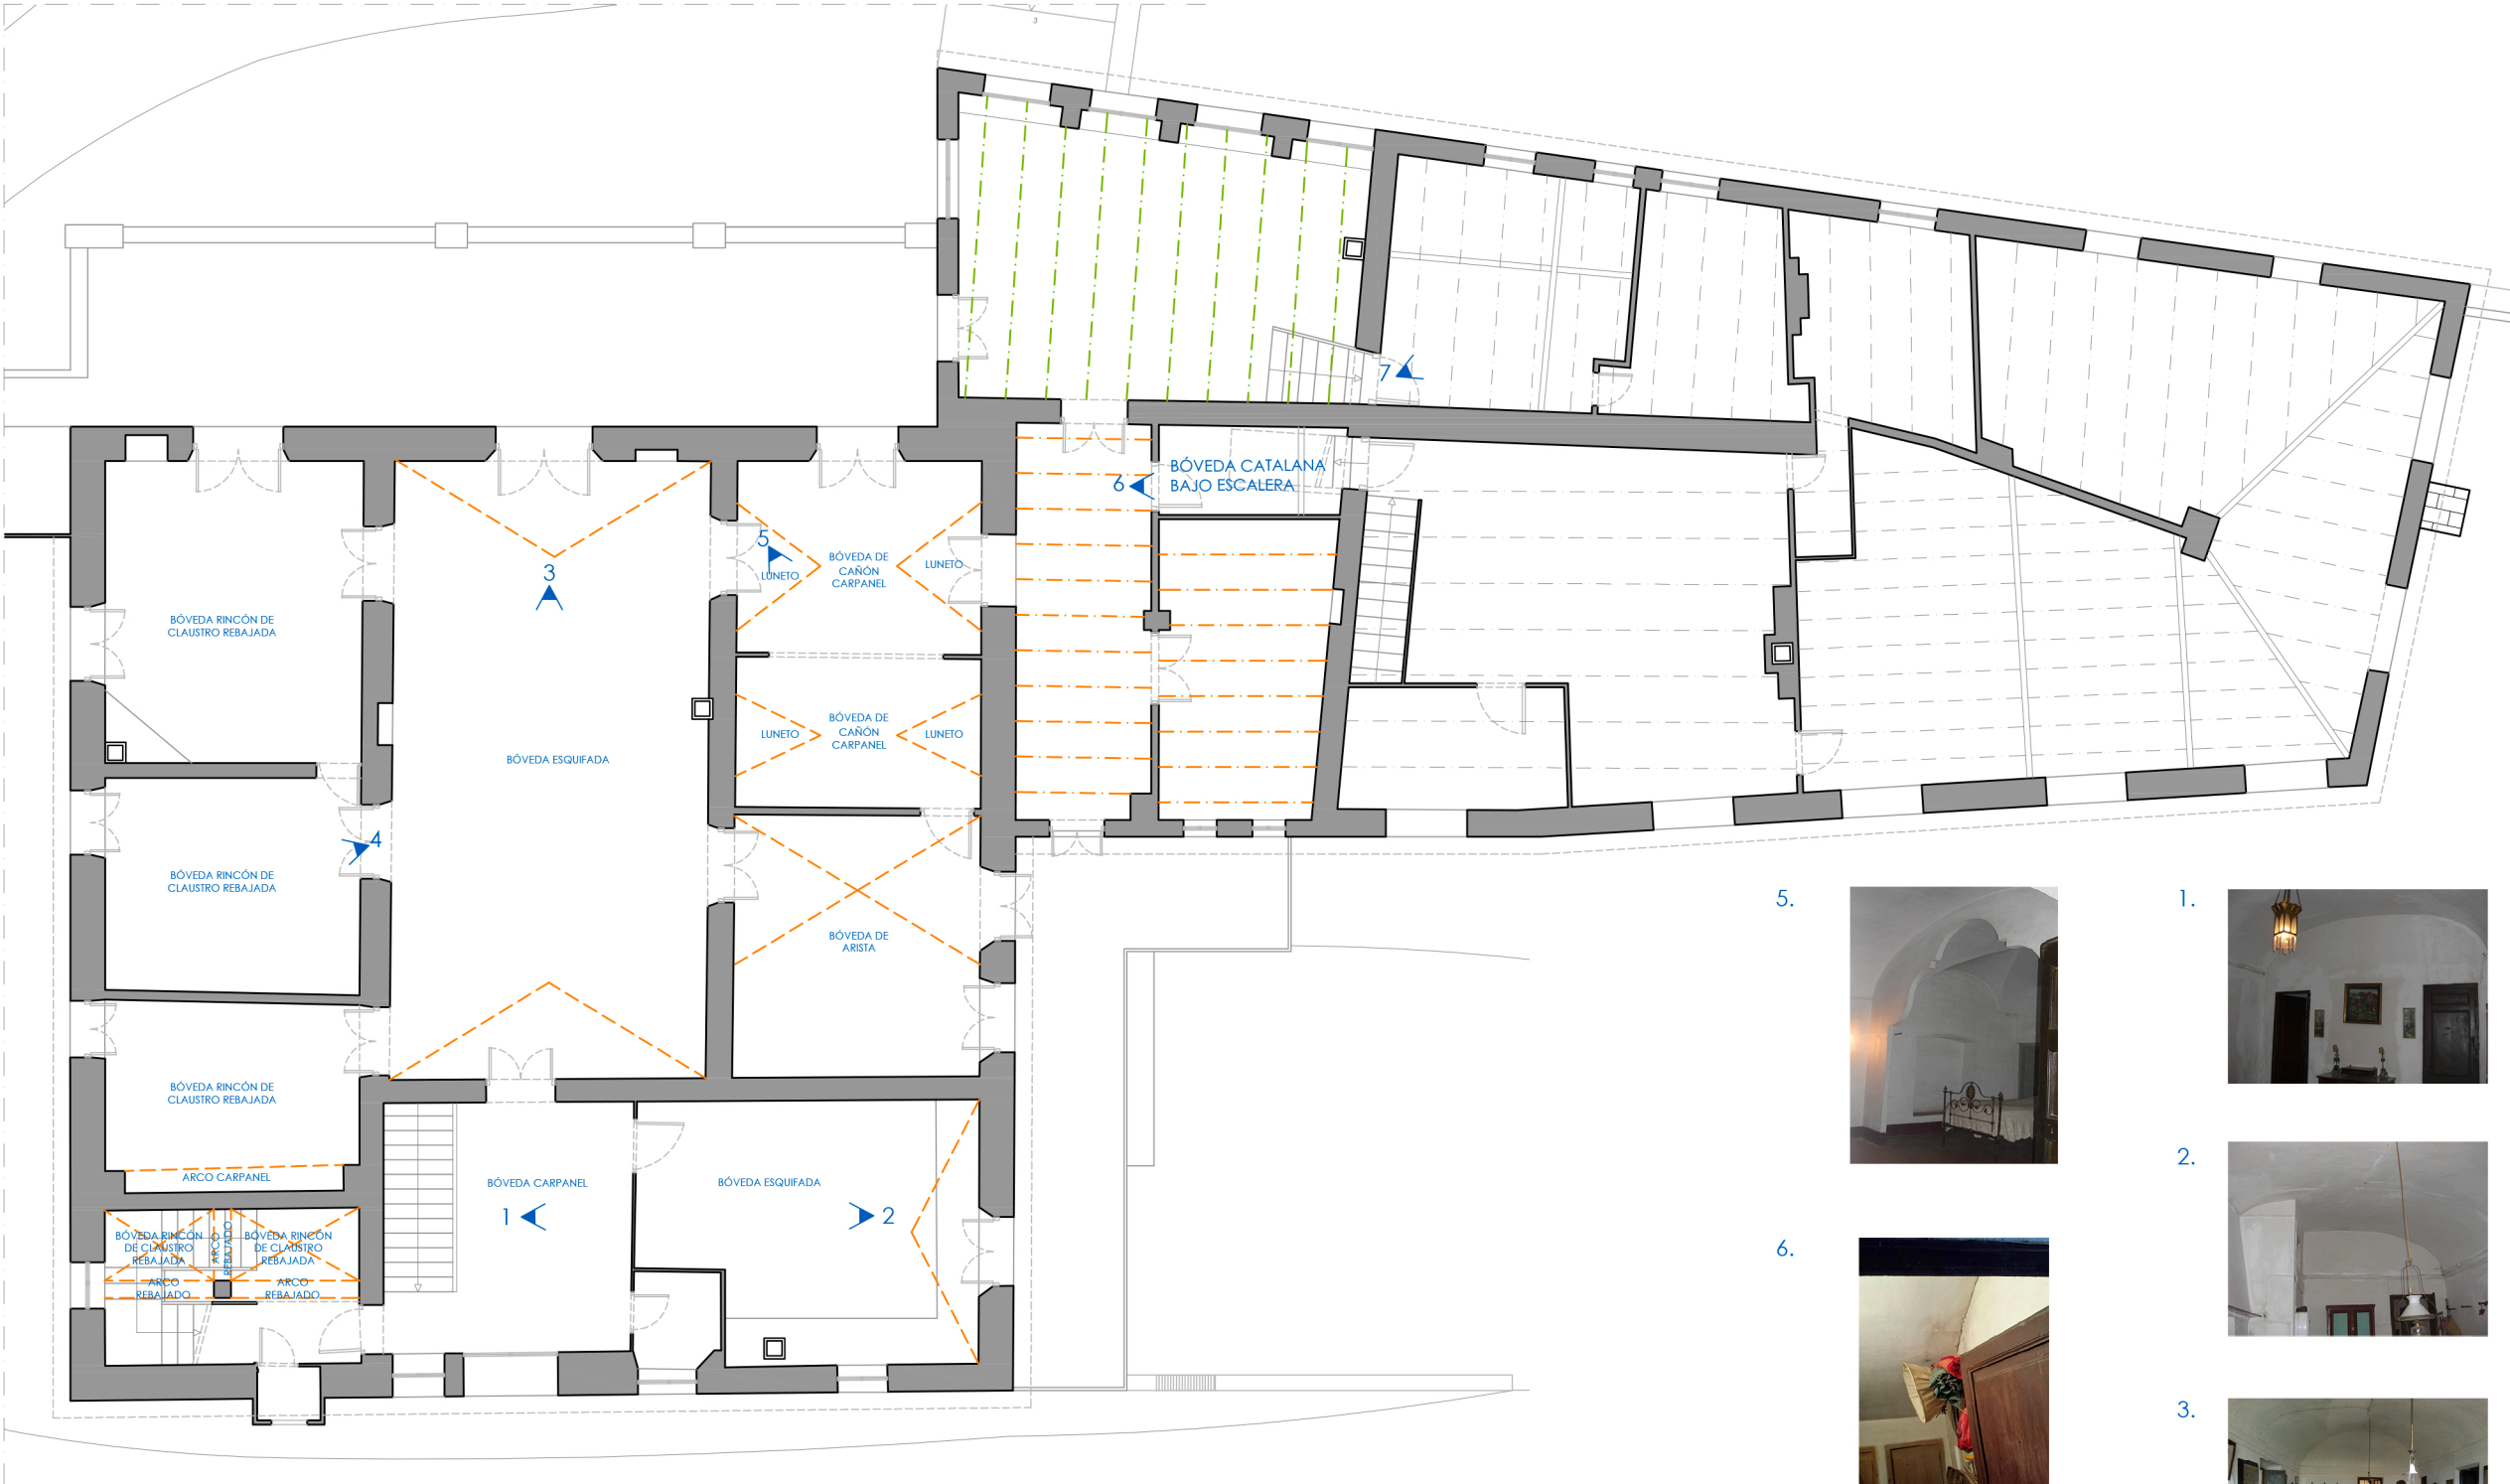 3
7
BÓVEDA CATALANA
BAJO ESCALERA
6
5
LUNETO
BÓVEDA DE
CAÑÓN
CARPANEL
LUNETO
3
BÓVEDA RINCÓN DE
CLAUSTRO REBAJADA
LUNETO
BÓVEDA DE
CAÑÓN
CARPANEL
LUNETO
BÓVEDA ESQUIFADA
4
BÓVEDA RINCÓN DE
CLAUSTRO REBAJADA
BÓVEDA DE
ARISTA
5.
1.
BÓVEDA RINCÓN DE
CLAUSTRO REBAJADA
ARCO CARPANEL
BÓVEDA CARPANEL
BÓVEDA ESQUIFADA
1
2
2.
BÓVEDA RINCÓN
DE CLAUSTRO
REBAJADA
ARCO
REBAJADO
BÓVEDA RINCÓN
DE CLAUSTRO
REBAJADA
ARCO
REBAJADO
ARCO
REBAJADO
6.
3.